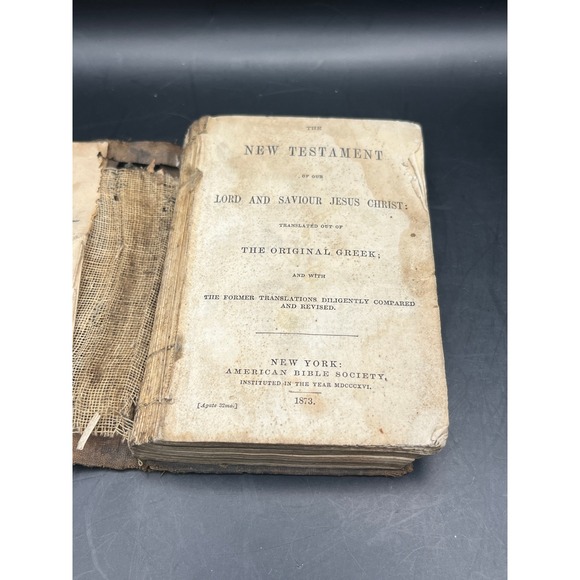 THE
NEW TESTAMENT
OF OUR
LORD AND SAVIOUR JESUS CHRIST:
TRANSLATED OUT OF
THE ORIGINAL GREEK;
AND WITH
THE FORMER TRANSLATIONS DILIGENTLY COMPARED
AND REVISED.
NEW YORK:
AMERICAN BIBLE SOCIETY,
INSTITUTED IN THE YEAR MDCCCXVI.
1873.
[Agate 32mo.]